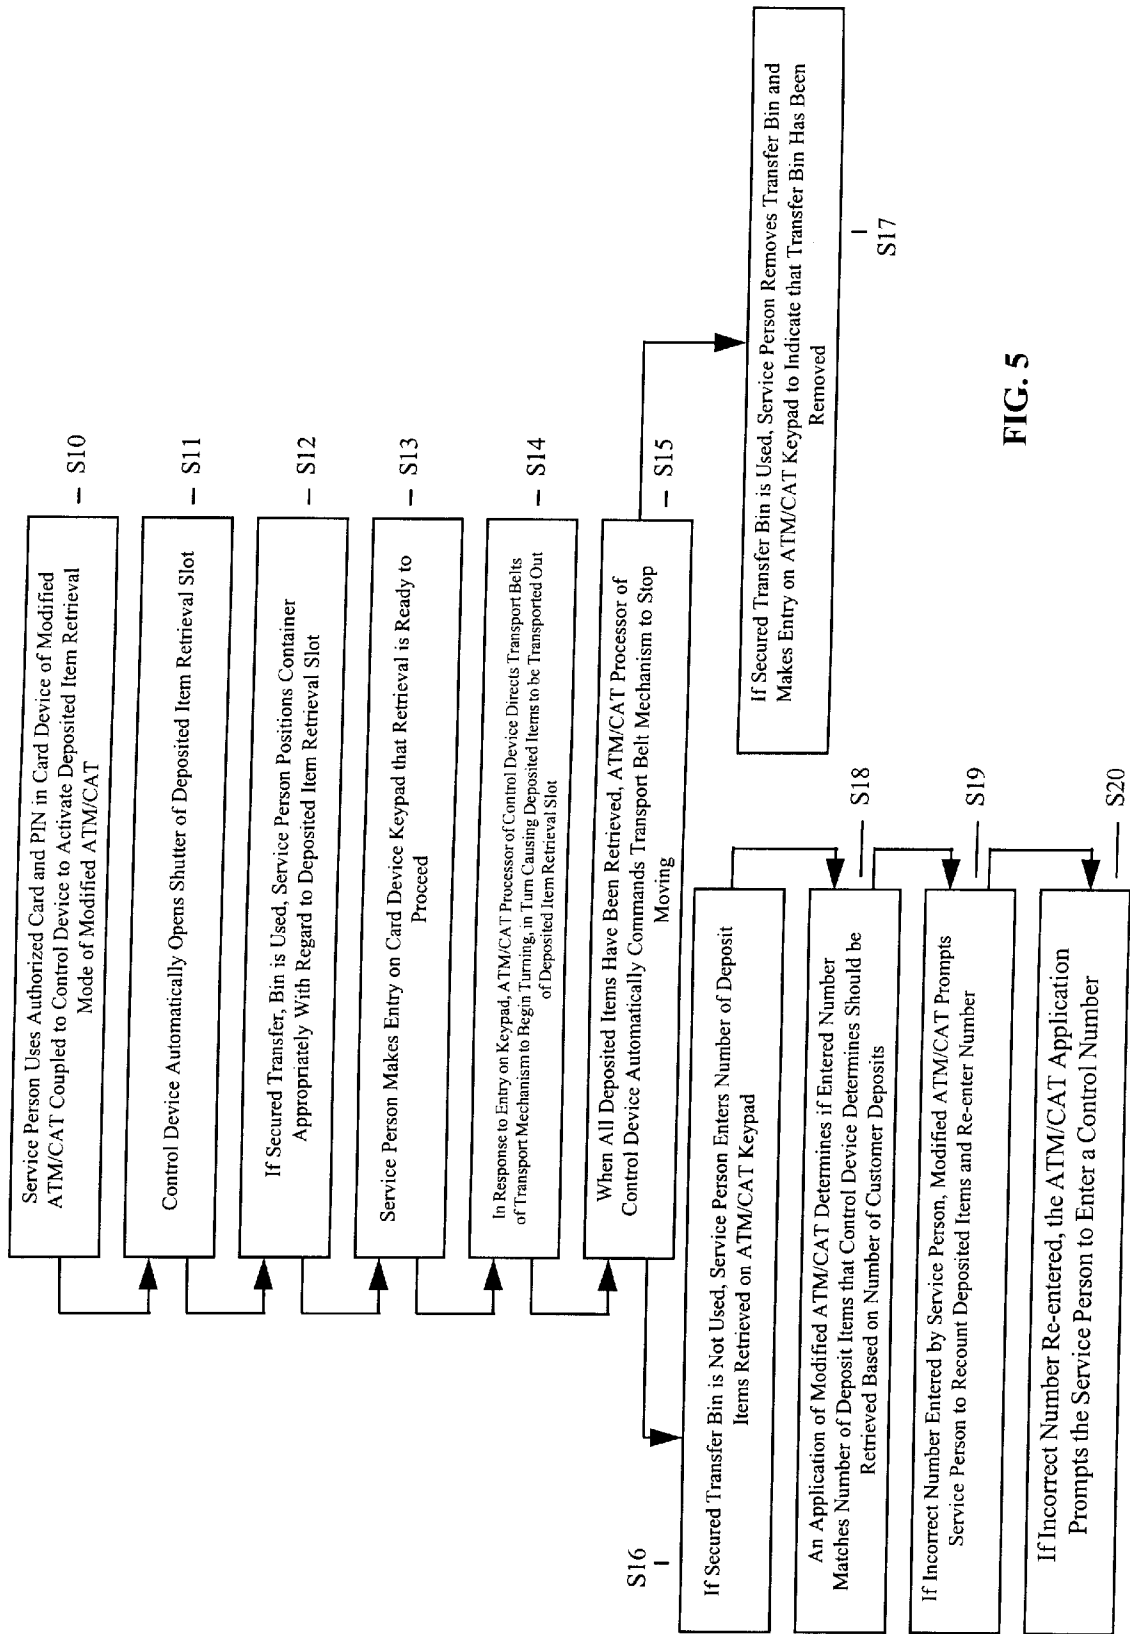 Service Person Uses Authorized Card and PIN in Card Device of Modified
ATM/CAT Coupled to Control Device to Activate Deposited Item Retrieval
Mode of Modified ATM/CAT
S10
Control Device Automatically Opens Shutter of Deposited Item Retrieval Slot
S11
If Secured Transfer, Bin is Used, Service Person Positions Container
Appropriately With Regard to Deposited Item Retrieval Slot
S12
Service Person Makes Entry on Card Device Keypad that Retrieval is Ready to
Proceed
S13
In Response to Entry on Keypad, ATM/CAT Processor of Control Device Directs Transport Belts
of Transport Mechanism to Begin Turning, in Turn Causing Deposited Items to be Transported Out
of Deposited Item Retrieval Slot
S14
When All Deposited Items Have Been Retrieved, ATM/CAT Processor of
Control Device Automatically Commands Transport Belt Mechanism to Stop
Moving
S15
S16
If Secured Transfer Bin is Not Used, Service Person Enters Number of Deposit
Items Retrieved on ATM/CAT Keypad
If Secured Transfer Bin is Used, Service Person Removes Transfer Bin and
Makes Entry on ATM/CAT Keypad to Indicate that Transfer Bin Has Been
Removed
S17
An Application of Modified ATM/CAT Determines if Entered Number
Matches Number of Deposit Items that Control Device Determines Should be
Retrieved Based on Number of Customer Deposits
S18
If Incorrect Number Entered by Service Person, Modified ATM/CAT Prompts
Service Person to Recount Deposited Items and Re-enter Number
S19
If Incorrect Number Re-entered, the ATM/CAT Application
Prompts the Service Person to Enter a Control Number
S20
FIG. 5